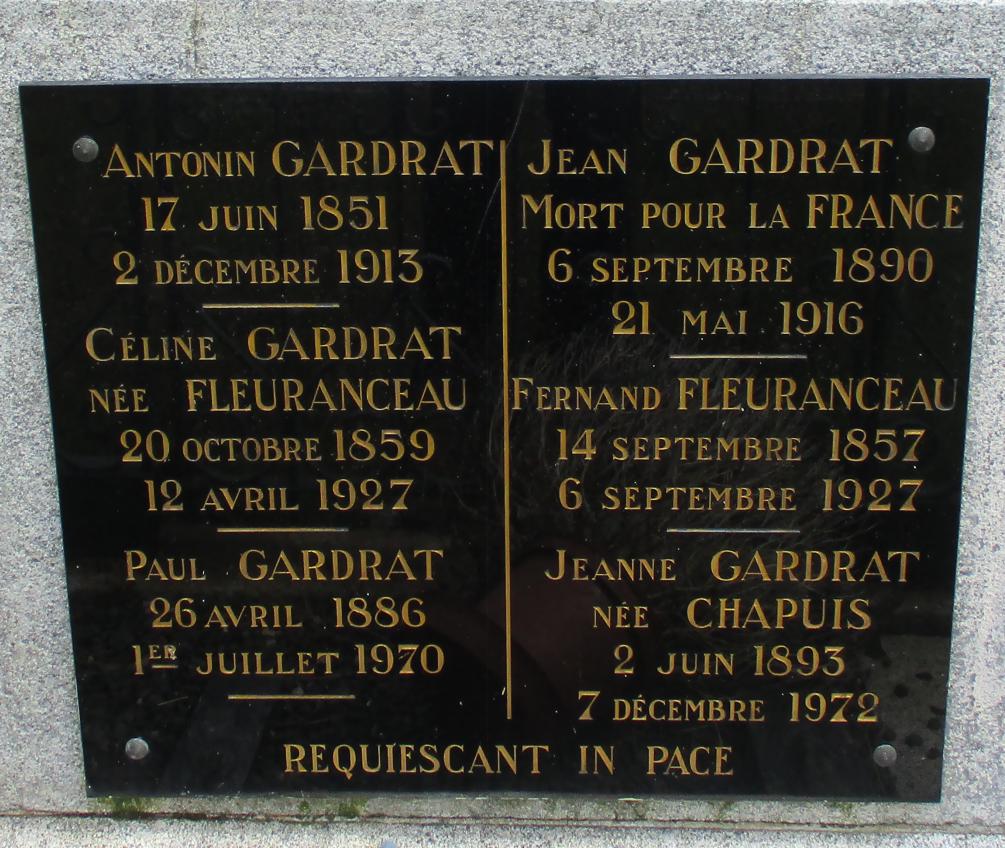 Antonin GARDRAT
17 juin 1851
2 décembre 1913
Céline GARDRAT
née FLEURANCEAU
20 octobre 1859
12 avril 1927
Paul GARDRAT
26 avril 1886
1er juillet 1970
Jean GARDRAT
Mort pour la FRANCE
6 septembre 1890
21 mai 1916
Fernand FLEURANCEAU
14 septembre 1857
6 septembre 1927
Jeanne GARDRAT
née CHAPUIS
2 juin 1893
7 décembre 1972
REQUIESCANT IN PACE